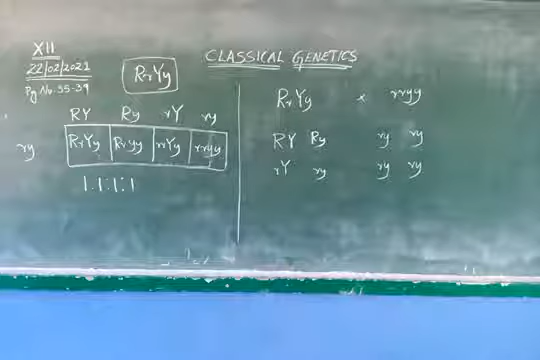 XII
22/02/2021
Pg No. 35-39
RrYy
CLASSICAL GENETICS
RY Ry rY ry
ry RrYy Rryy rrYy rryy
1:1:1:1
RrYy × rryy
RY Ry ry ry
rY ry ry ry